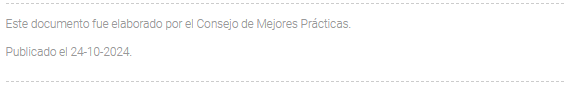 Este documento fue elaborado por el Consejo de Mejores Prácticas.
Publicado el 24-10-2024.